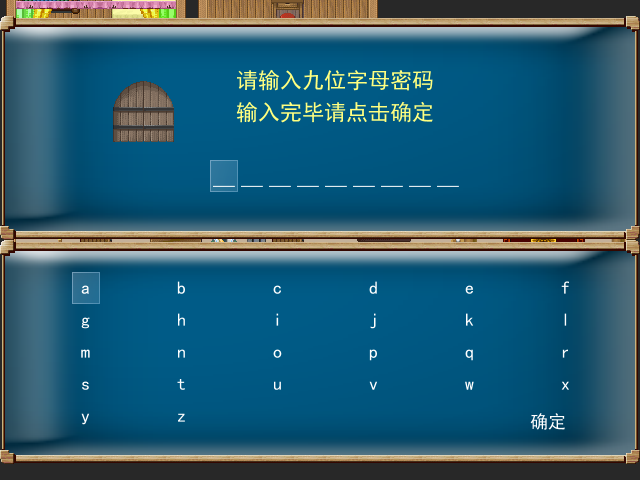 请输入九位字母密码
输入完毕请点击确定
a b c d e f
g h i j k l
m n o p q r
s t u v w x
y z 确定